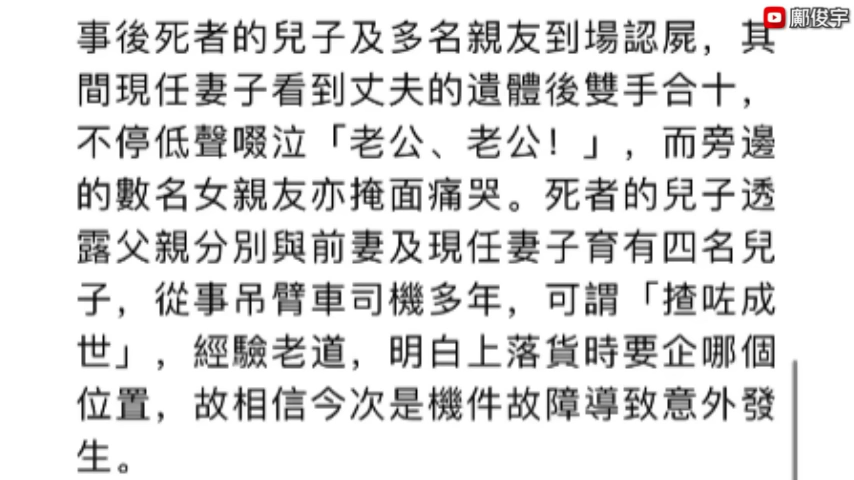 鄺俊宇
事後死者的兒子及多名親友到場認屍，其
間現任妻子看到丈夫的遺體後雙手合十，
不停低聲啜泣「老公、老公！」，而旁邊
的數名女親友亦掩面痛哭。死者的兒子透
露父親分別與前妻及現任妻子育有四名兒
子，從事吊臂車司機多年，可謂「揸咗成
世」，經驗老道，明白上落貨時要企哪個
位置，故相信今次是機件故障導致意外發
生。